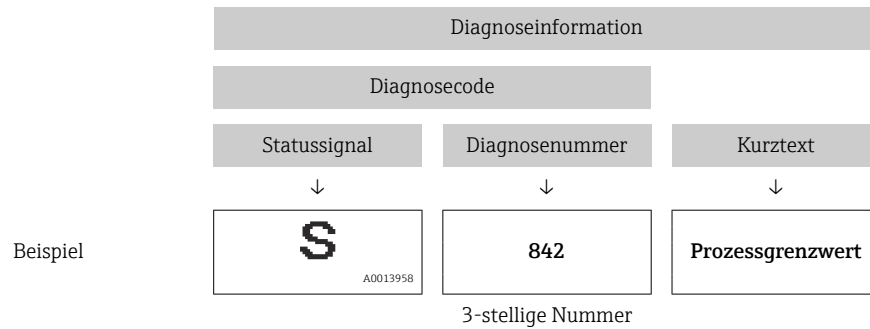 Diagnoseinformation
Diagnosecode
Statussignal Diagnosenummer Kurztext
↓ ↓ ↓
Beispiel S 842 Prozessgrenzwert
A0013958
3-stellige Nummer